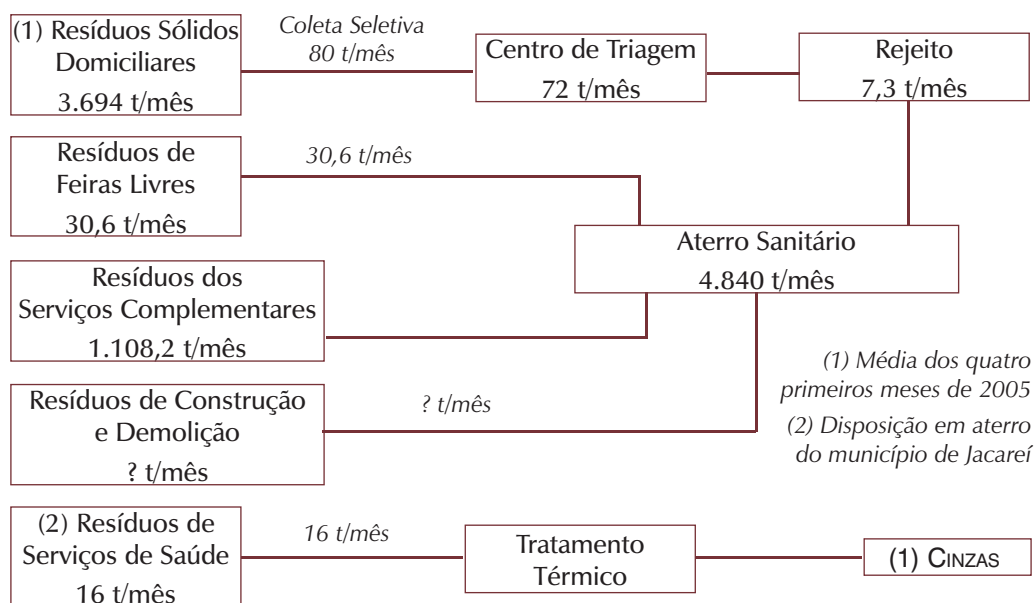 (1) Resíduos Sólidos
Domiciliares
3.694 t/mês
Coleta Seletiva
80 t/mês
Centro de Triagem
72 t/mês
Rejeito
7,3 t/mês
Resíduos de
Feiras Livres
30,6 t/mês
30,6 t/mês
Aterro Sanitário
4.840 t/mês
Resíduos dos
Serviços Complementares
1.108,2 t/mês
Resíduos de Construção
e Demolição
? t/mês
? t/mês
(1) Média dos quatro
primeiros meses de 2005
(2) Disposição em aterro
do município de Jacareí
(2) Resíduos de
Serviços de Saúde
16 t/mês
16 t/mês
Tratamento
Térmico
(1) CINZAS